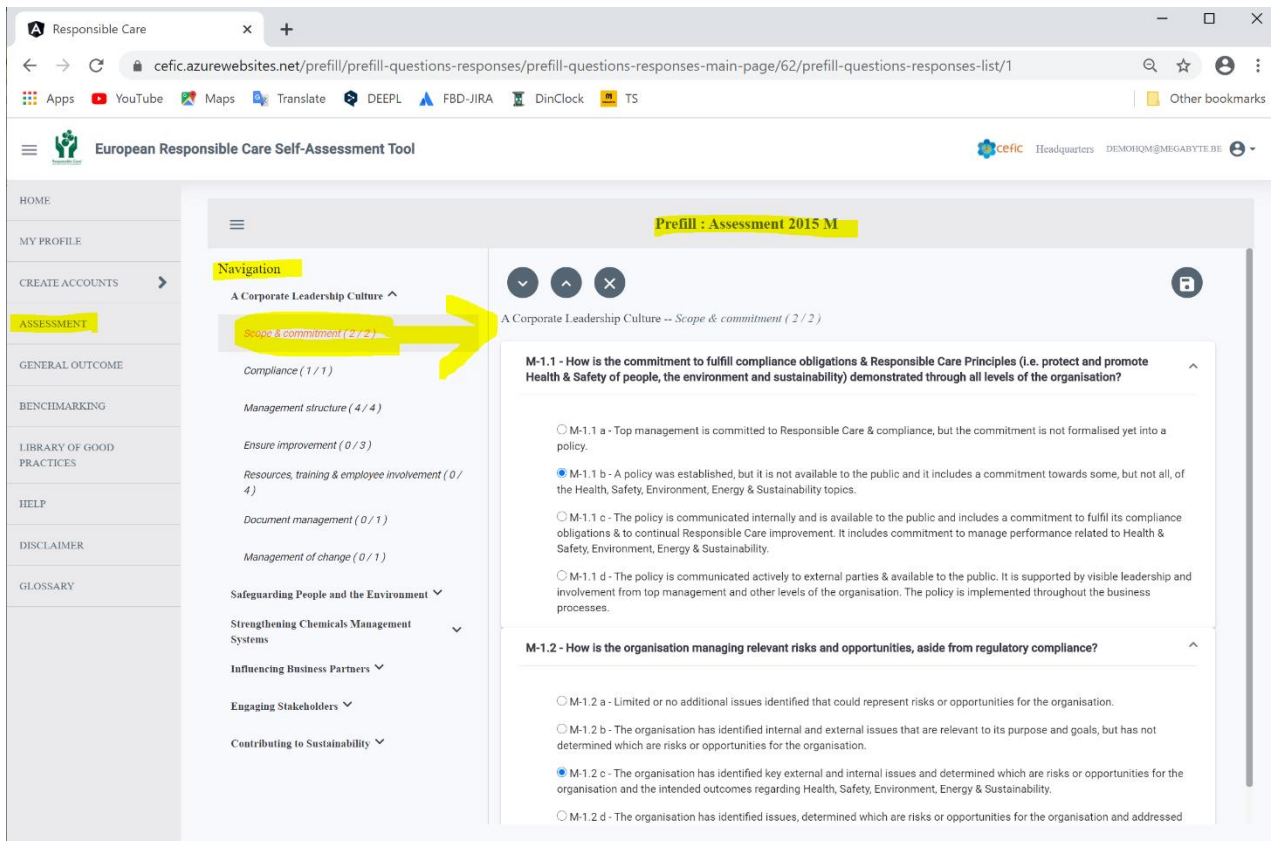 Responsible Care
cefic.azurewebsites.net/prefill/prefill-questions-responses/prefill-questions-responses-main-page/62/prefill-questions-responses-list/1
Apps YouTube Maps Translate DEEPL FBD-JIRA DinClock TS Other bookmarks
European Responsible Care Self-Assessment Tool
cefic Headquarters DEMOHQM@MEGABYTE.BE
HOME
MY PROFILE
CREATE ACCOUNTS
ASSESSMENT
GENERAL OUTCOME
BENCHMARKING
LIBRARY OF GOOD
PRACTICES
HELP
DISCLAIMER
GLOSSARY
Prefill : Assessment 2015 M
Navigation
A Corporate Leadership Culture
Scope & commitment ( 2 / 2 )
Compliance ( 1 / 1 )
Management structure ( 4 / 4 )
Ensure improvement ( 0 / 3 )
Resources, training & employee involvement ( 0 /
4 )
Document management ( 0 / 1 )
Management of change ( 0 / 1 )
Safeguarding People and the Environment
Strengthening Chemicals Management
Systems
Influencing Business Partners
Engaging Stakeholders
Contributing to Sustainability
A Corporate Leadership Culture -- Scope & commitment ( 2 / 2 )
M-1.1 - How is the commitment to fulfill compliance obligations & Responsible Care Principles (i.e. protect and promote
Health & Safety of people, the environment and sustainability) demonstrated through all levels of the organisation?
M-1.1 a - Top management is committed to Responsible Care & compliance, but the commitment is not formalised yet into a
policy.
M-1.1 b - A policy was established, but it is not available to the public and it includes a commitment towards some, but not all, of
the Health, Safety, Environment, Energy & Sustainability topics.
M-1.1 c - The policy is communicated internally and is available to the public and includes a commitment to fulfil its compliance
obligations & to continual Responsible Care improvement. It includes commitment to manage performance related to Health &
Safety, Environment, Energy & Sustainability.
M-1.1 d - The policy is communicated actively to external parties & available to the public. It is supported by visible leadership and
involvement from top management and other levels of the organisation. The policy is implemented throughout the business
processes.
M-1.2 - How is the organisation managing relevant risks and opportunities, aside from regulatory compliance?
M-1.2 a - Limited or no additional issues identified that could represent risks or opportunities for the organisation.
M-1.2 b - The organisation has identified internal and external issues that are relevant to its purpose and goals, but has not
determined which are risks or opportunities for the organisation.
M-1.2 c - The organisation has identified key external and internal issues and determined which are risks or opportunities for the
organisation and the intended outcomes regarding Health, Safety, Environment, Energy & Sustainability.
M-1.2 d - The organisation has identified issues, determined which are risks or opportunities for the organisation and addressed